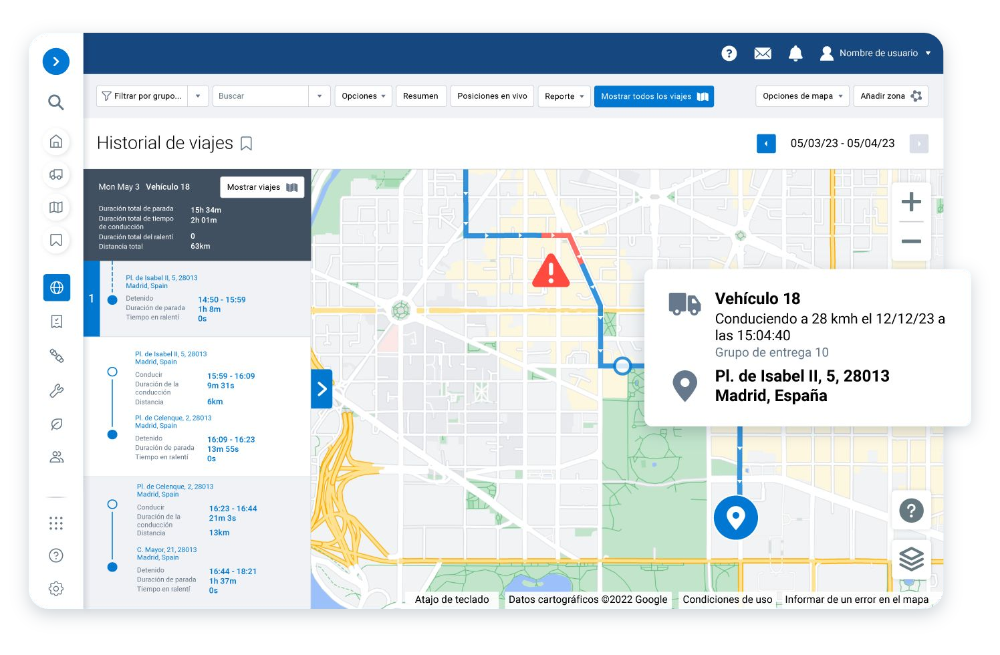 Nombre de usuario
Filtrar por grupo...
Buscar
Opciones
Resumen
Posiciones en vivo
Reporte
Mostrar todos los viajes
Opciones de mapa
Añadir zona
Historial de viajes
05/03/23 - 05/04/23
Mon May 3 Vehículo 18
Mostrar viajes
Duración total de parada 15h 34m
Duración total de tiempo 2h 01m
de conducción
Duración total del ralentí 0
Distancia total 63km
1
Pl. de Isabel II, 5, 28013
Madrid, Spain
Detenido 14:50 - 15:59
Duración de parada 1h 8m
Tiempo en ralentí 0s
Pl. de Isabel II, 5, 28013
Madrid, Spain
Conducir 15:59 - 16:09
Duración de la 9m 31s
conducción
Distancia 6km
Pl. de Celenque, 2, 28013
Madrid, Spain
Detenido 16:09 - 16:23
Duración de parada 13m 55s
Tiempo en ralentí 0s
Pl. de Celenque, 2, 28013
Madrid, Spain
Conducir 16:23 - 16:44
Duración de la 21m 3s
conducción
Distancia 13km
C. Mayor, 21, 28013
Madrid, Spain
Detenido 16:44 - 18:21
Duración de parada 1h 37m
Tiempo en ralentí 0s
Vehículo 18
Conduciendo a 28 kmh el 12/12/23 a
las 15:04:40
Grupo de entrega 10
Pl. de Isabel II, 5, 28013
Madrid, España
Atajo de teclado
Datos cartográficos ©2022 Google
Condiciones de uso
Informar de un error en el mapa